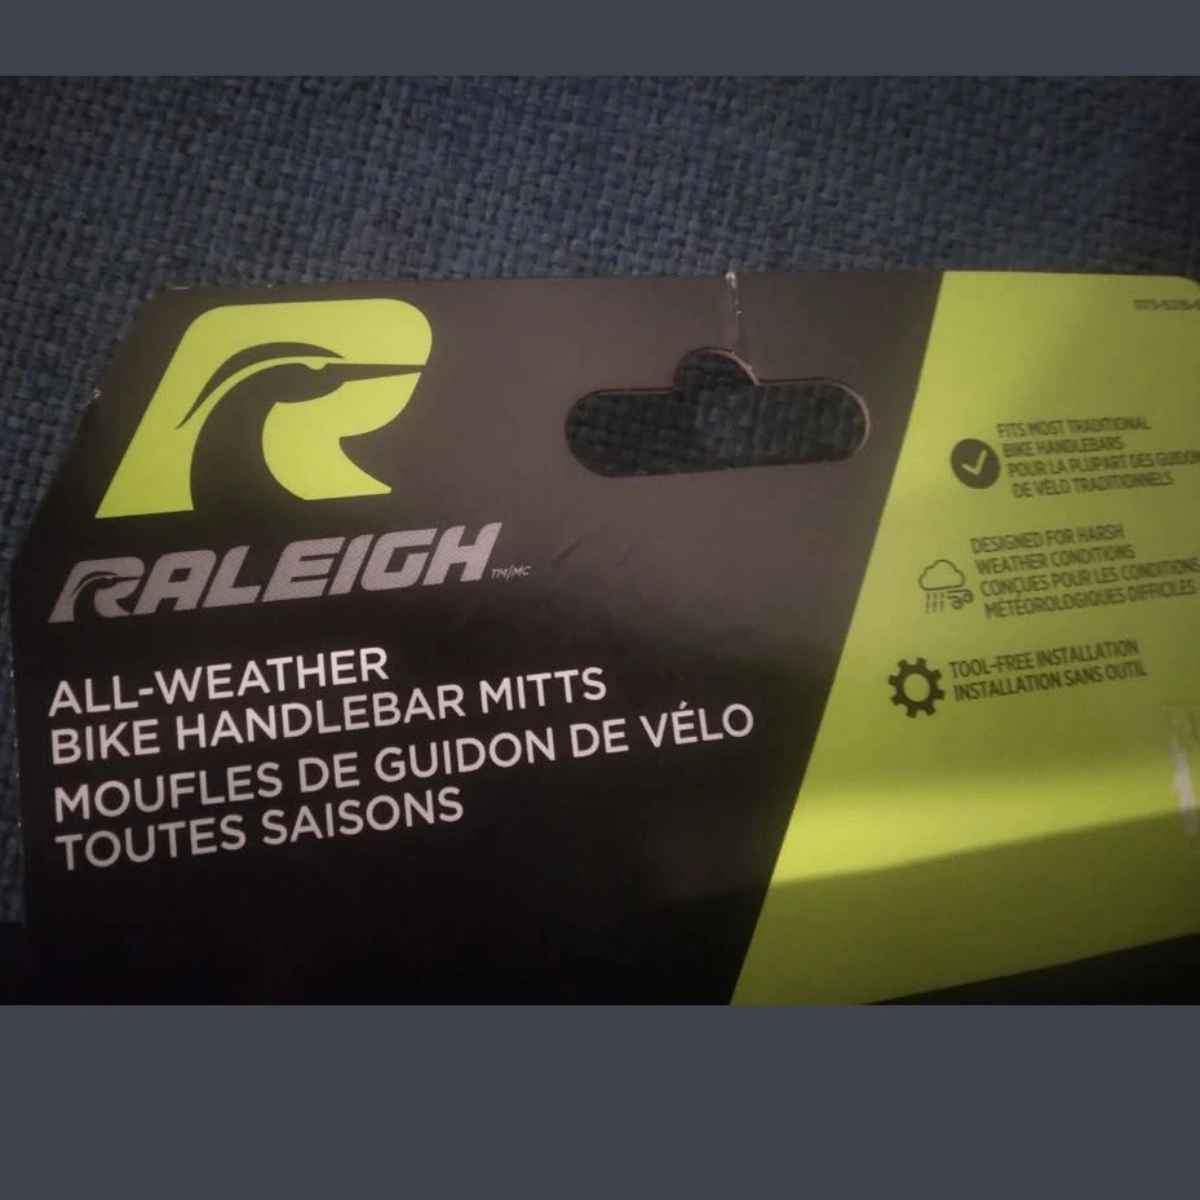 RALEIGH TM/MC
ALL-WEATHER
BIKE HANDLEBAR MITTS
MOUFLES DE GUIDON DE VÉLO
TOUTES SAISONS
FITS MOST TRADITIONAL
BIKE HANDLEBARS
POUR LA PLUPART DES GUIDON
DE VÉLO TRADITIONNELS
DESIGNED FOR HARSH
WEATHER CONDITIONS
CONÇUES POUR LES CONDITIONS
MÉTÉOROLOGIQUES DIFFICILES
TOOL-FREE INSTALLATION
INSTALLATION SANS OUTIL